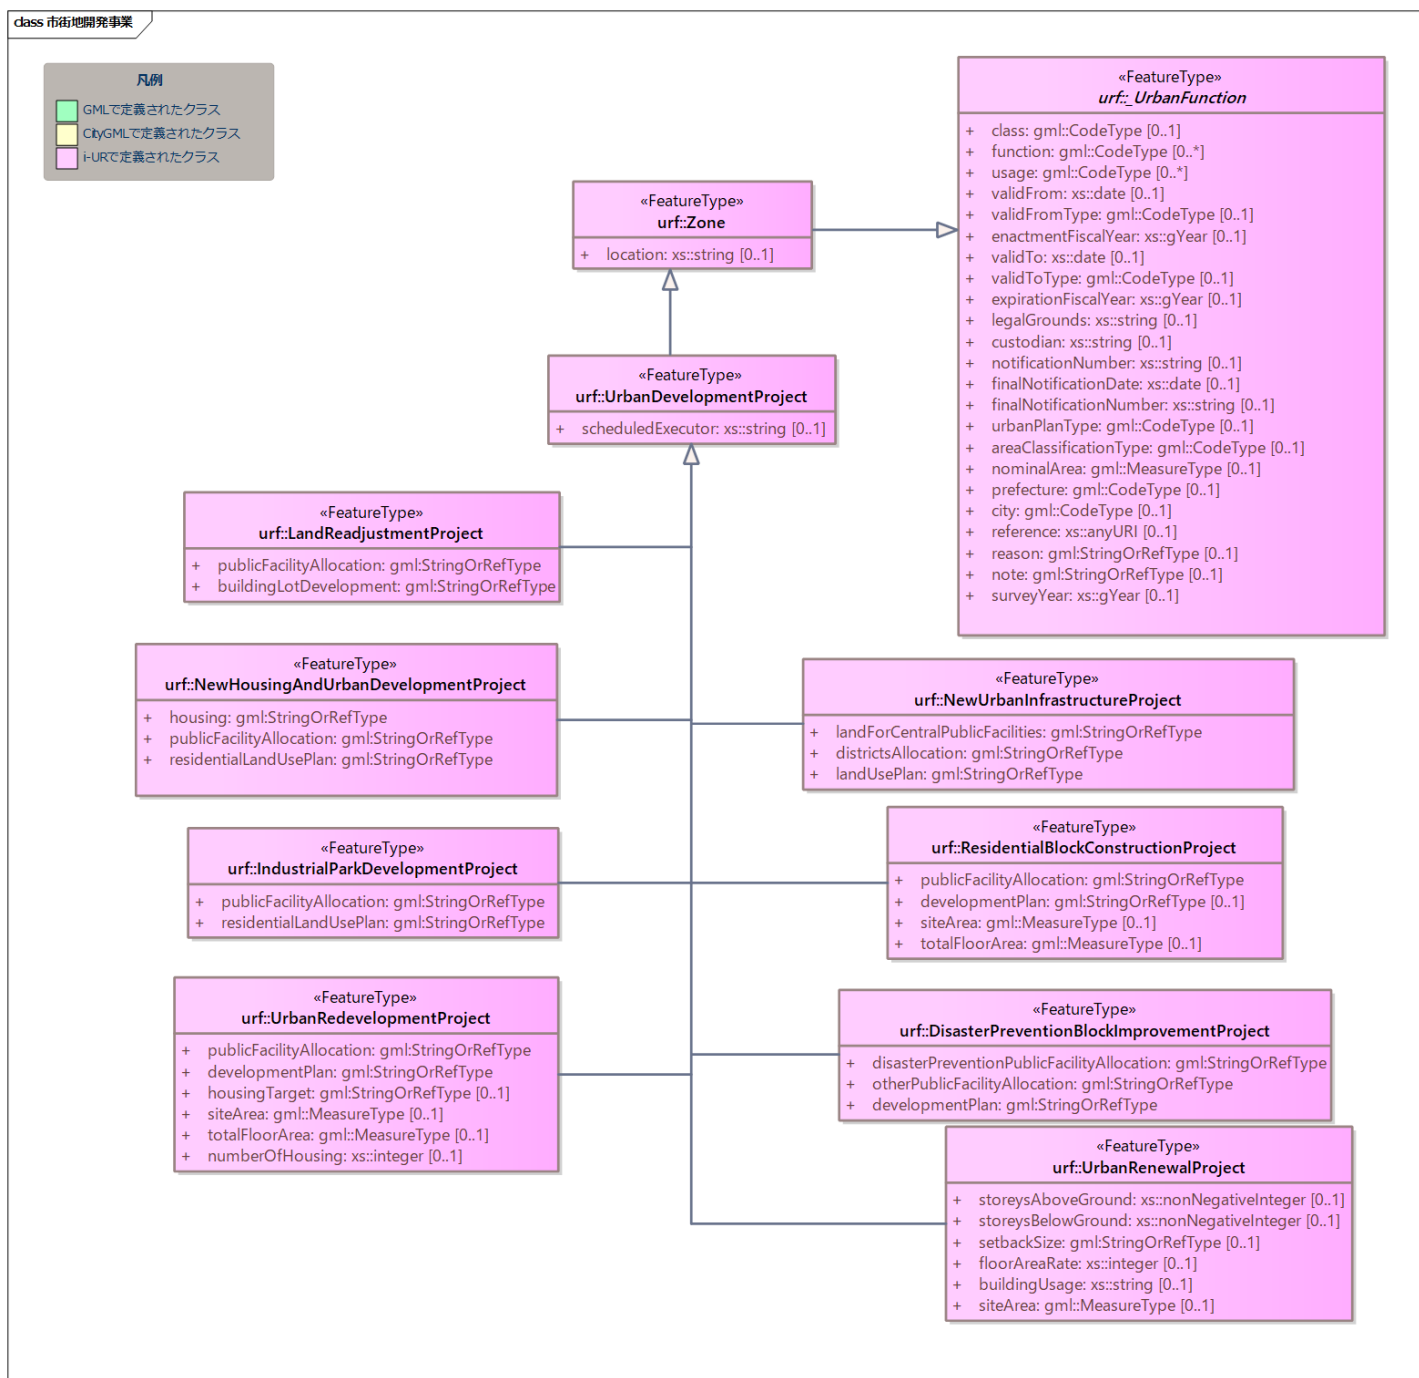 class 市街地開発事業
凡例
GMLで定義されたクラス
CityGMLで定義されたクラス
i-URで定義されたクラス
«FeatureType»
urf::_UrbanFunction
+ class: gml::CodeType [0..1]
+ function: gml::CodeType [0..*]
+ usage: gml::CodeType [0..*]
+ validFrom: xs::date [0..1]
+ validFromType: gml::CodeType [0..1]
+ enactmentFiscalYear: xs::gYear [0..1]
+ validTo: xs::date [0..1]
+ validToType: gml::CodeType [0..1]
+ expirationFiscalYear: xs::gYear [0..1]
+ legalGrounds: xs::string [0..1]
+ custodian: xs::string [0..1]
+ notificationNumber: xs::string [0..1]
+ finalNotificationDate: xs::date [0..1]
+ finalNotificationNumber: xs::string [0..1]
+ urbanPlanType: gml::CodeType [0..1]
+ areaClassificationType: gml::CodeType [0..1]
+ nominalArea: gml::MeasureType [0..1]
+ prefecture: gml::CodeType [0..1]
+ city: gml::CodeType [0..1]
+ reference: xs::anyURI [0..1]
+ reason: gml::StringOrRefType [0..1]
+ note: gml::StringOrRefType [0..1]
+ surveyYear: xs::gYear [0..1]
«FeatureType»
urf::Zone
+ location: xs::string [0..1]
«FeatureType»
urf::UrbanDevelopmentProject
+ scheduledExecutor: xs::string [0..1]
«FeatureType»
urf::LandReadjustmentProject
+ publicFacilityAllocation: gml:StringOrRefType
+ buildingLotDevelopment: gml:StringOrRefType
«FeatureType»
urf::NewHousingAndUrbanDevelopmentProject
+ housing: gml:StringOrRefType
+ publicFacilityAllocation: gml:StringOrRefType
+ residentialLandUsePlan: gml:StringOrRefType
«FeatureType»
urf::NewUrbanInfrastructureProject
+ landForCentralPublicFacilities: gml:StringOrRefType
+ districtsAllocation: gml:StringOrRefType
+ landUsePlan: gml:StringOrRefType
«FeatureType»
urf::IndustrialParkDevelopmentProject
+ publicFacilityAllocation: gml:StringOrRefType
+ residentialLandUsePlan: gml:StringOrRefType
«FeatureType»
urf::ResidentialBlockConstructionProject
+ publicFacilityAllocation: gml:StringOrRefType
+ developmentPlan: gml:StringOrRefType [0..1]
+ siteArea: gml::MeasureType [0..1]
+ totalFloorArea: gml::MeasureType [0..1]
«FeatureType»
urf::UrbanRedevelopmentProject
+ publicFacilityAllocation: gml:StringOrRefType
+ developmentPlan: gml:StringOrRefType
+ housingTarget: gml:StringOrRefType [0..1]
+ siteArea: gml::MeasureType [0..1]
+ totalFloorArea: gml::MeasureType [0..1]
+ numberOfHousing: xs::integer [0..1]
«FeatureType»
urf::DisasterPreventionBlockImprovementProject
+ disasterPreventionPublicFacilityAllocation: gml:StringOrRefType
+ otherPublicFacilityAllocation: gml:StringOrRefType
+ developmentPlan: gml:StringOrRefType
«FeatureType»
urf::UrbanRenewalProject
+ storeysAboveGround: xs::nonNegativeInteger [0..1]
+ storeysBelowGround: xs::nonNegativeInteger [0..1]
+ setbackSize: gml:StringOrRefType [0..1]
+ floorAreaRate: xs::integer [0..1]
+ buildingUsage: xs::string [0..1]
+ siteArea: gml::MeasureType [0..1]